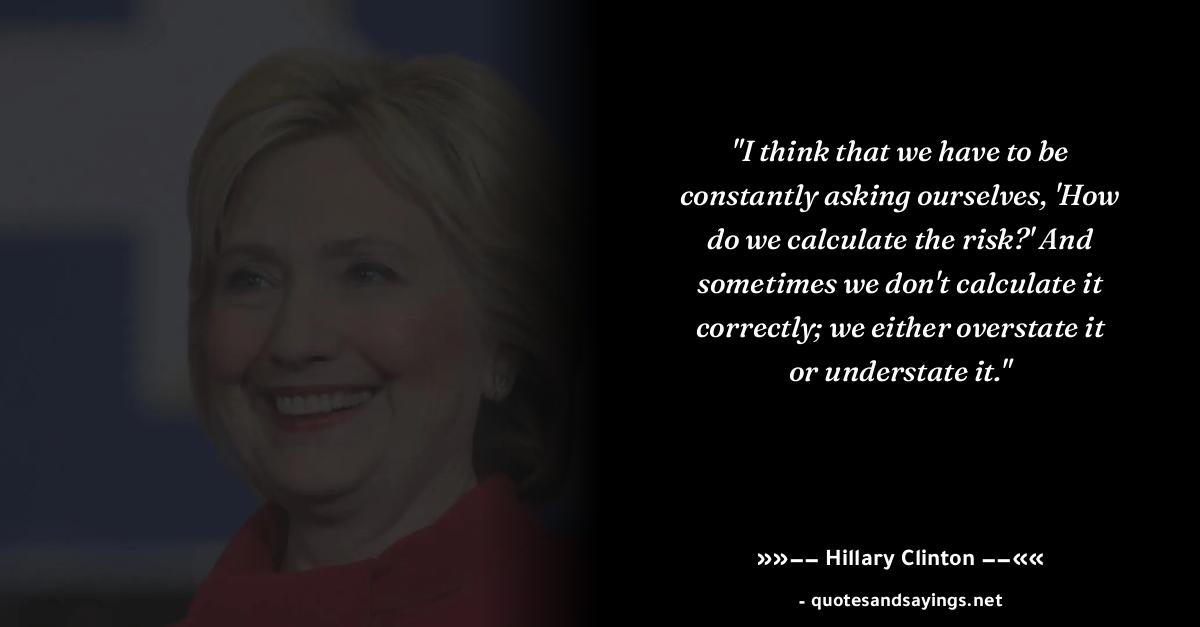 "I think that we have to be
constantly asking ourselves, 'How
do we calculate the risk?' And
sometimes we don't calculate it
correctly; we either overstate it
or understate it."
»»–– Hillary Clinton ––««
- quotesandsayings.net